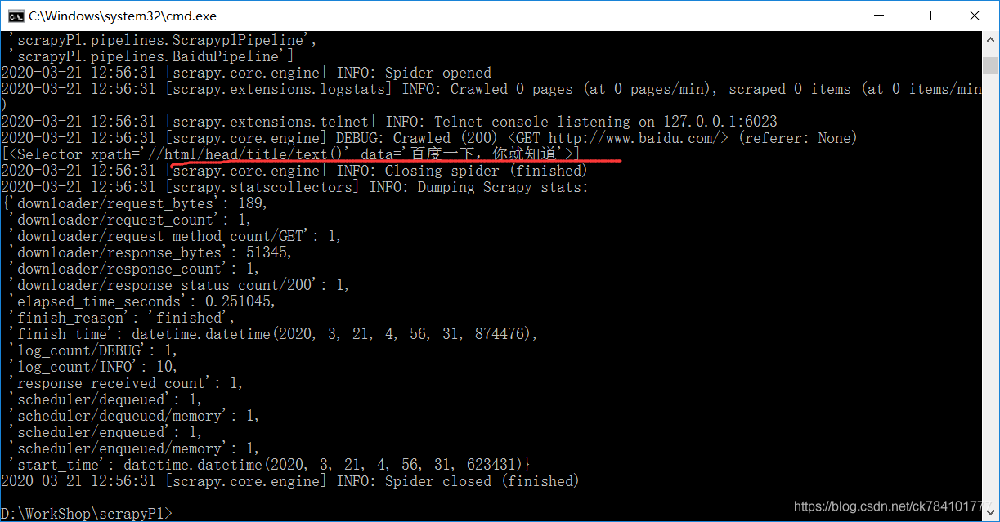 C:\Windows\system32\cmd.exe
'scrapyP1.pipelines.Scrapyp1Pipeline',
'scrapyP1.pipelines.BaiduPipeline']
2020-03-21 12:56:31 [scrapy.core.engine] INFO: Spider opened
2020-03-21 12:56:31 [scrapy.extensions.logstats] INFO: Crawled 0 pages (at 0 pages/min), scraped 0 items (at 0 items/min
)
2020-03-21 12:56:31 [scrapy.extensions.telnet] INFO: Telnet console listening on 127.0.0.1:6023
2020-03-21 12:56:31 [scrapy.core.engine] DEBUG: Crawled (200) <GET http://www.baidu.com/> (referer: None)
[<Selector xpath='//html/head/title/text()' data='百度一下，你就知道'>]
2020-03-21 12:56:31 [scrapy.core.engine] INFO: Closing spider (finished)
2020-03-21 12:56:31 [scrapy.statscollectors] INFO: Dumping Scrapy stats:
{'downloader/request_bytes': 189,
'downloader/request_count': 1,
'downloader/request_method_count/GET': 1,
'downloader/response_bytes': 51345,
'downloader/response_count': 1,
'downloader/response_status_count/200': 1,
'elapsed_time_seconds': 0.251045,
'finish_reason': 'finished',
'finish_time': datetime.datetime(2020, 3, 21, 4, 56, 31, 874476),
'log_count/DEBUG': 1,
'log_count/INFO': 10,
'response_received_count': 1,
'scheduler/dequeued': 1,
'scheduler/dequeued/memory': 1,
'scheduler/enqueued': 1,
'scheduler/enqueued/memory': 1,
'start_time': datetime.datetime(2020, 3, 21, 4, 56, 31, 623431)}
2020-03-21 12:56:31 [scrapy.core.engine] INFO: Spider closed (finished)
D:\WorkShop\scrapyP1>
https://blog.csdn.net/ck784101777